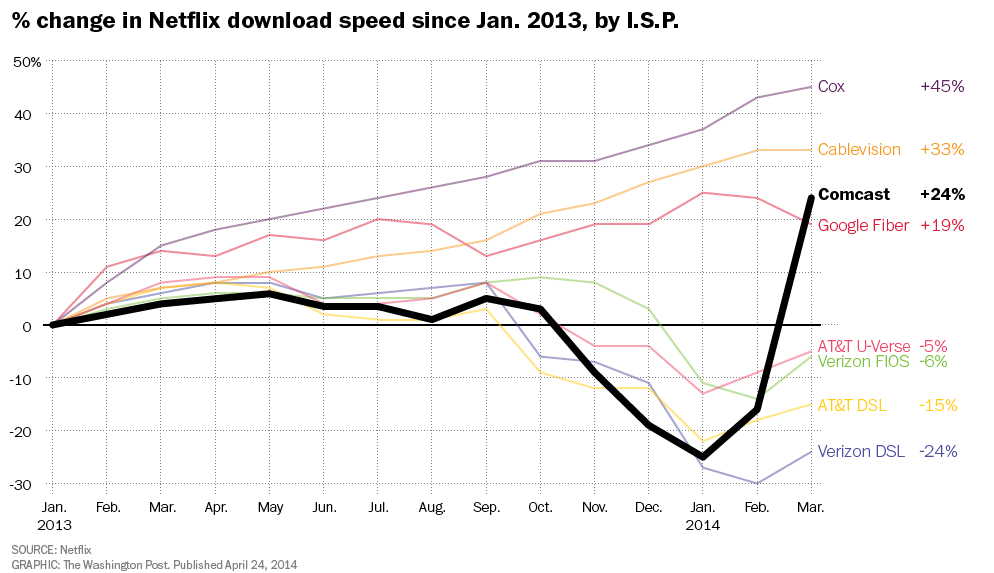 % change in Netflix download speed since Jan. 2013, by I.S.P.
50%
40
30
20
10
0
-10
-20
-30
Cox +45%
Cablevision +33%
Comcast +24%
Google Fiber +19%
AT&T U-Verse -5%
Verizon FIOS -6%
AT&T DSL -15%
Verizon DSL -24%
Jan. Feb. Mar. Apr. May Jun. Jul. Aug. Sep. Oct. Nov. Dec. Jan. Feb. Mar.
2013 2014
SOURCE: Netflix
GRAPHIC: The Washington Post. Published April 24, 2014